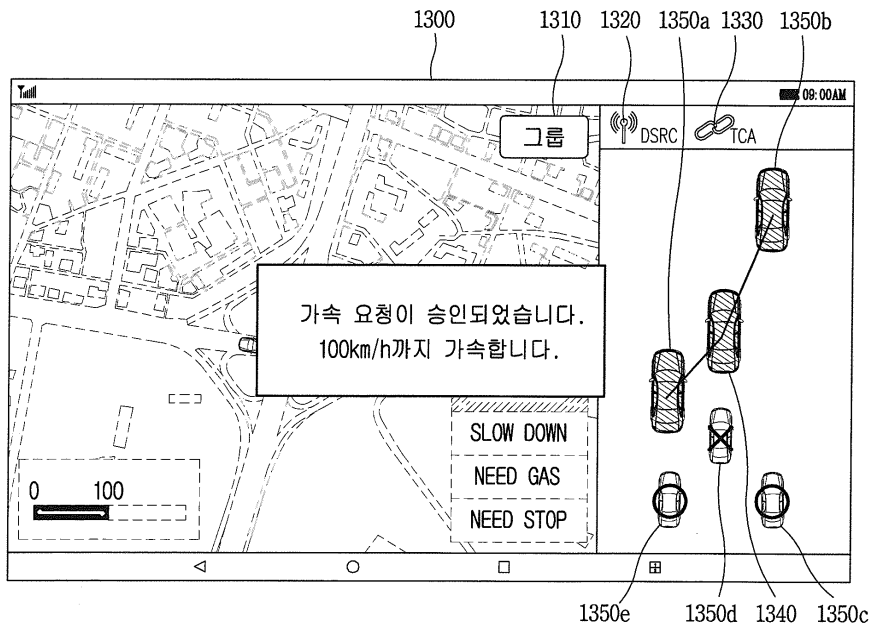 1300 1310 1320 1350a 1330 1350b
09:00AM
그룹
DSRC TCA
가속 요청이 승인되었습니다.
100km/h까지 가속합니다.
SLOW DOWN
NEED GAS
NEED STOP
0 100
1350e 1350d 1340 1350c